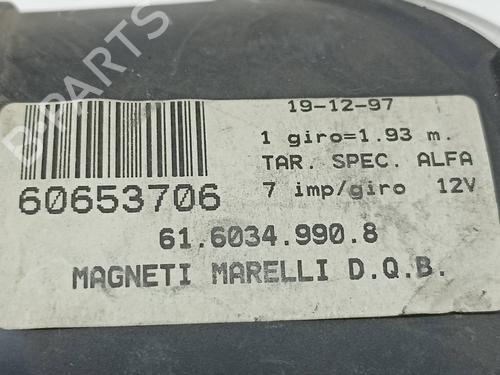 19-12-97
1 giro=1.93 m.
TAR. SPEC. ALFA
7 imp/giro 12V
60653706
61.6034.990.8
MAGNETI MARELLI D.Q.B.
B-PARTS